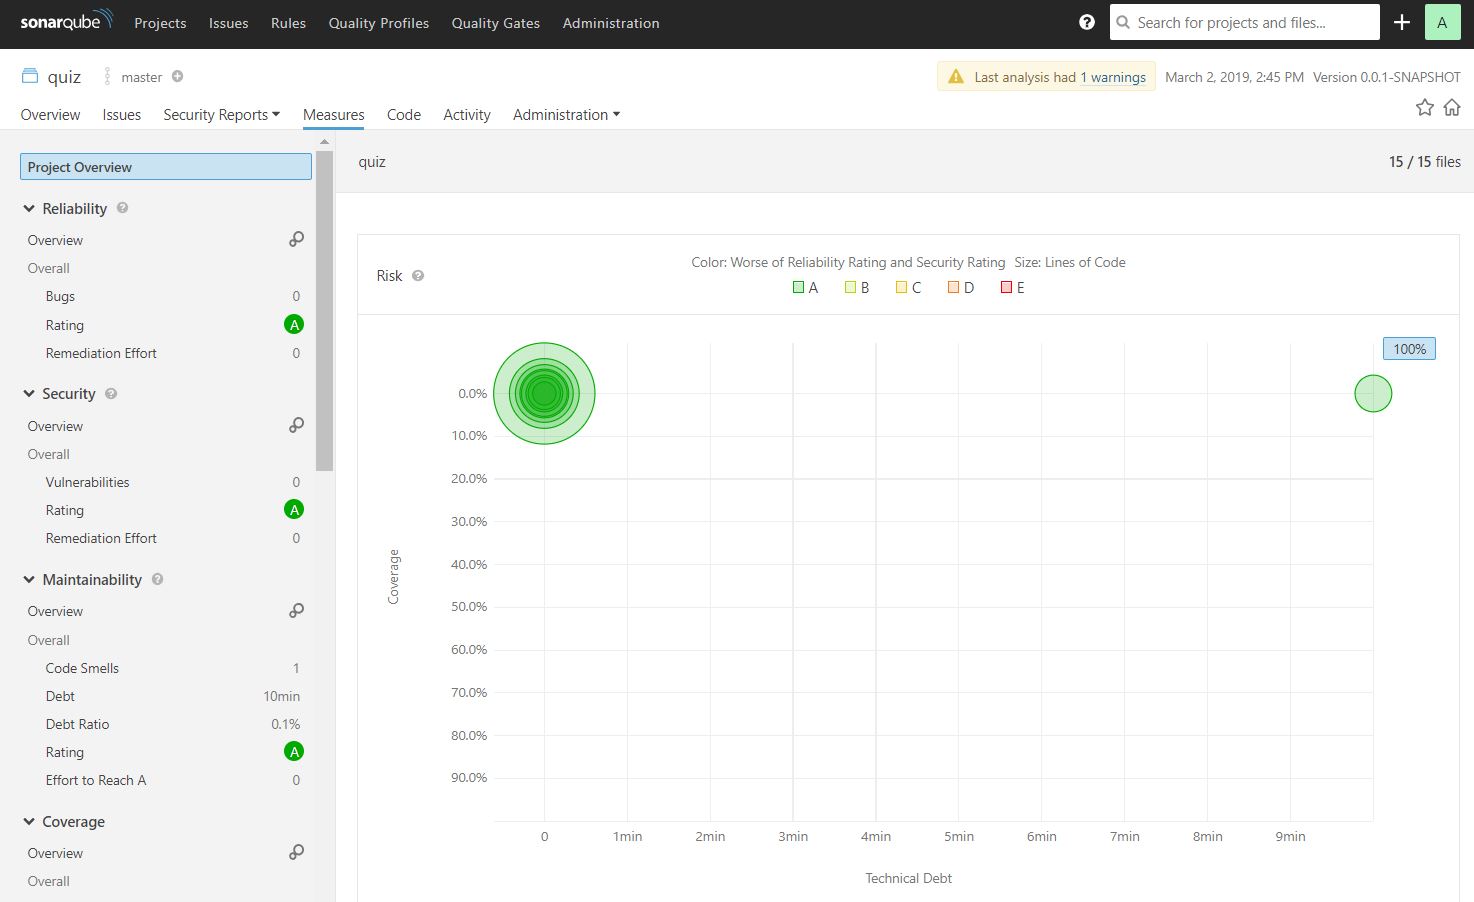 sonarqube Projects Issues Rules Quality Profiles Quality Gates Administration ? Search for projects and files... + A
quiz master Last analysis had 1 warnings March 2, 2019, 2:45 PM Version 0.0.1-SNAPSHOT
Overview Issues Security Reports Measures Code Activity Administration
Project Overview
quiz 15 / 15 files
Reliability ?
Overview
Overall
Bugs 0
Rating A
Remediation Effort 0
Security ?
Overview
Overall
Vulnerabilities 0
Rating A
Remediation Effort 0
Maintainability ?
Overview
Overall
Code Smells 1
Debt 10min
Debt Ratio 0.1%
Rating A
Effort to Reach A 0
Coverage
Overview
Overall
Risk ?
Color: Worse of Reliability Rating and Security Rating Size: Lines of Code
A B C D E
100%
0.0%
10.0%
20.0%
30.0%
40.0%
50.0%
60.0%
70.0%
80.0%
90.0%
Coverage
0 1min 2min 3min 4min 5min 6min 7min 8min 9min
Technical Debt